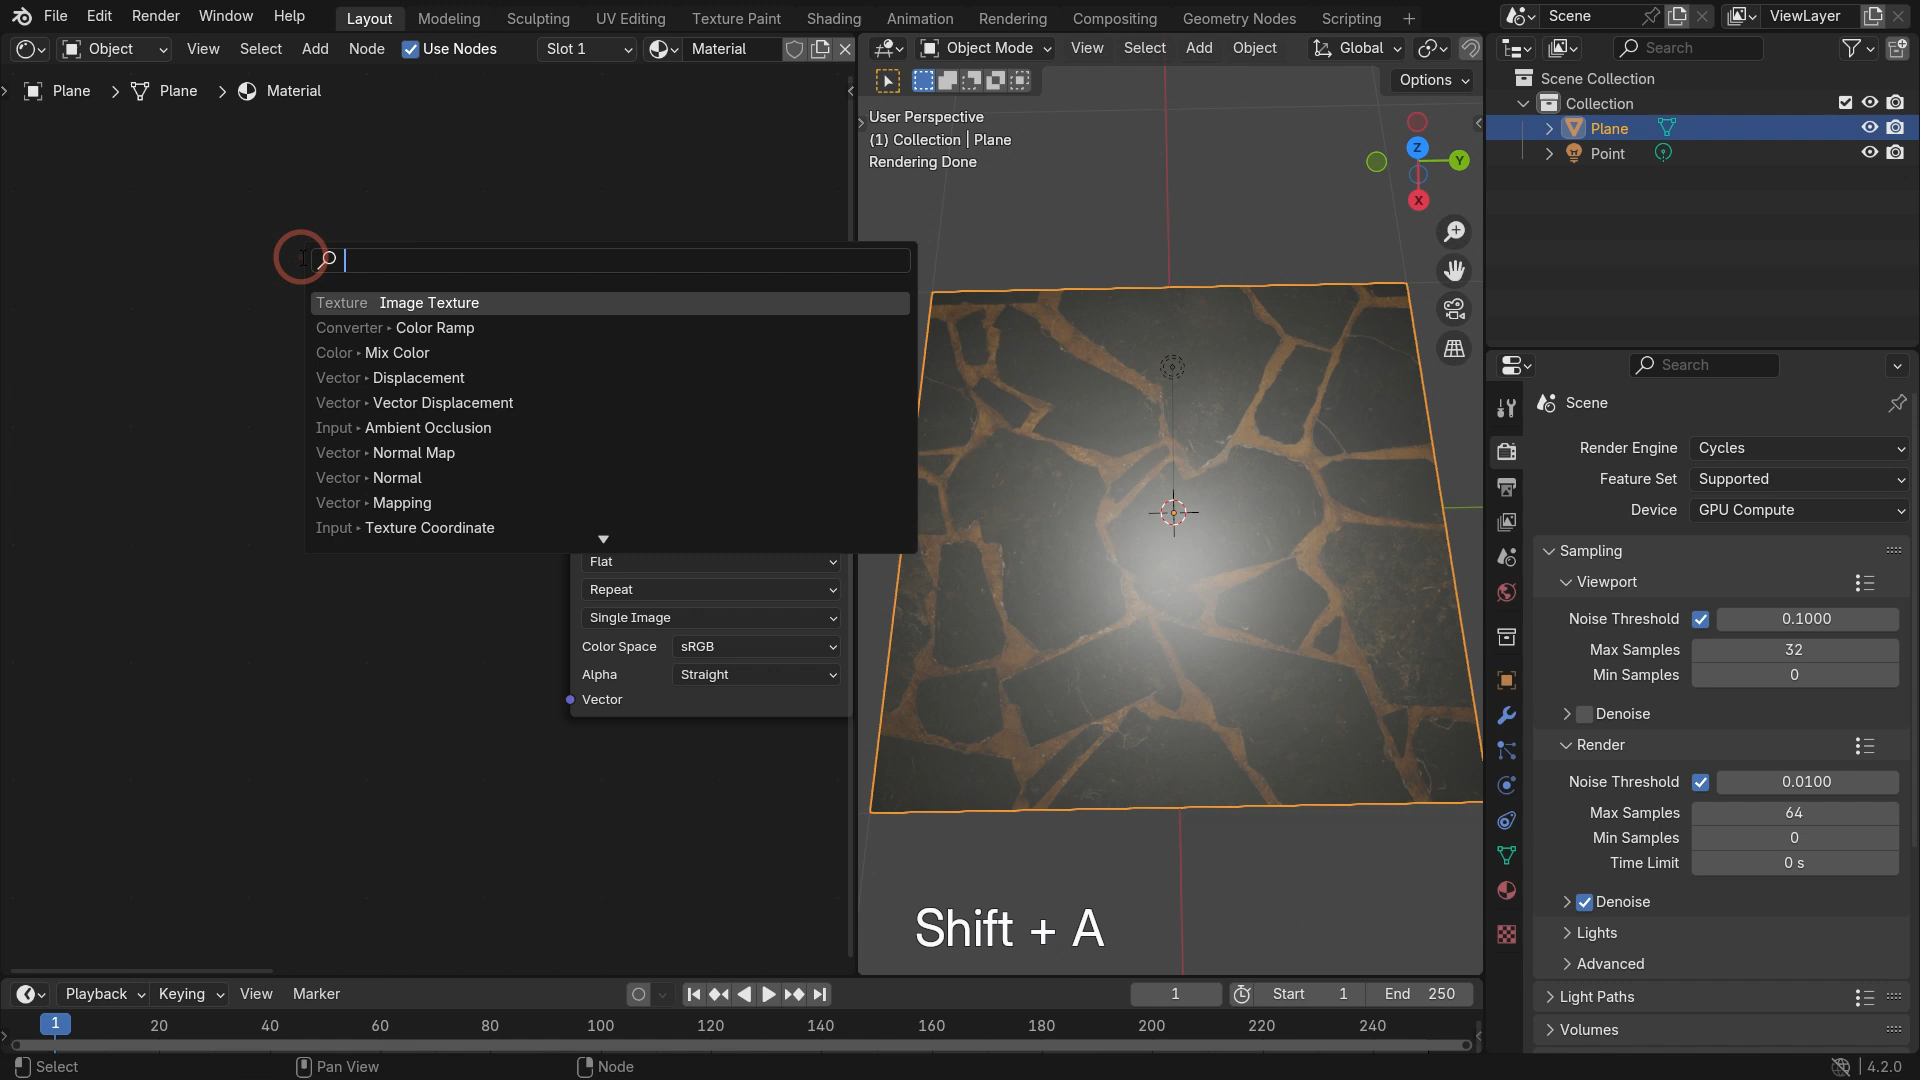 File Edit Render Window Help Layout Modeling Sculpting UV Editing Texture Paint Shading Animation Rendering Compositing Geometry Nodes Scripting + Scene ViewLayer
Object View Select Add Node Use Nodes Slot 1 Material Object Mode View Select Add Object Global Search
Options
Plane Plane Material
User Perspective
(1) Collection | Plane
Rendering Done
Z
Y
X
Scene Collection
Collection
Plane
Point
Texture Image Texture
Converter Color Ramp
Color Mix Color
Vector Displacement
Vector Vector Displacement
Input Ambient Occlusion
Vector Normal Map
Vector Normal
Vector Mapping
Input Texture Coordinate
Flat
Repeat
Single Image
Color Space sRGB
Alpha Straight
Vector
Shift + A
Search
Scene
Render Engine Cycles
Feature Set Supported
Device GPU Compute
Sampling
Viewport
Noise Threshold 0.1000
Max Samples 32
Min Samples 0
Denoise
Render
Noise Threshold 0.0100
Max Samples 64
Min Samples 0
Time Limit 0 s
Denoise
Lights
Advanced
Light Paths
Volumes
Playback Keying View Marker 1 Start 1 End 250
1 20 40 60 80 100 120 140 160 180 200 220 240
Select Pan View Node 4.2.0